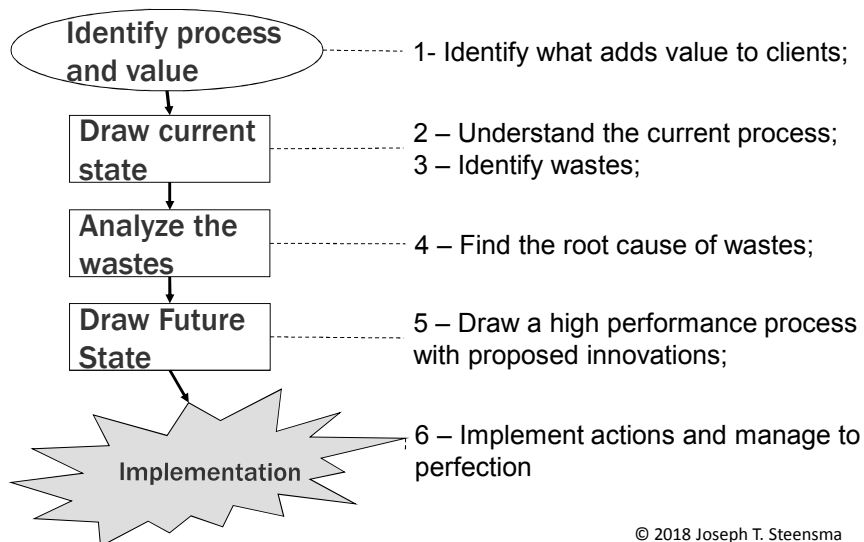 Identify process
and value
1- Identify what adds value to clients;
Draw current
state
2 – Understand the current process;
3 – Identify wastes;
Analyze the
wastes
4 – Find the root cause of wastes;
Draw Future
State
5 – Draw a high performance process
with proposed innovations;
Implementation
6 – Implement actions and manage to
perfection
© 2018 Joseph T. Steensma